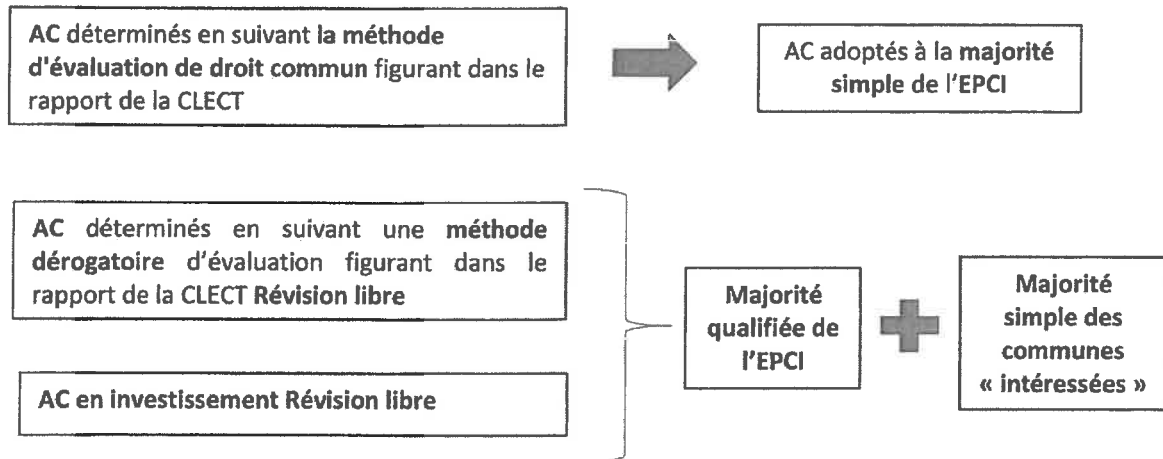 AC déterminés en suivant la méthode
d'évaluation de droit commun figurant dans le
rapport de la CLECT
AC adoptés à la majorité
simple de l'EPCI
AC déterminés en suivant une méthode
dérogatoire d'évaluation figurant dans le
rapport de la CLECT Révision libre
AC en investissement Révision libre
Majorité
qualifiée de
l'EPCI
Majorité
simple des
communes
« intéressées »